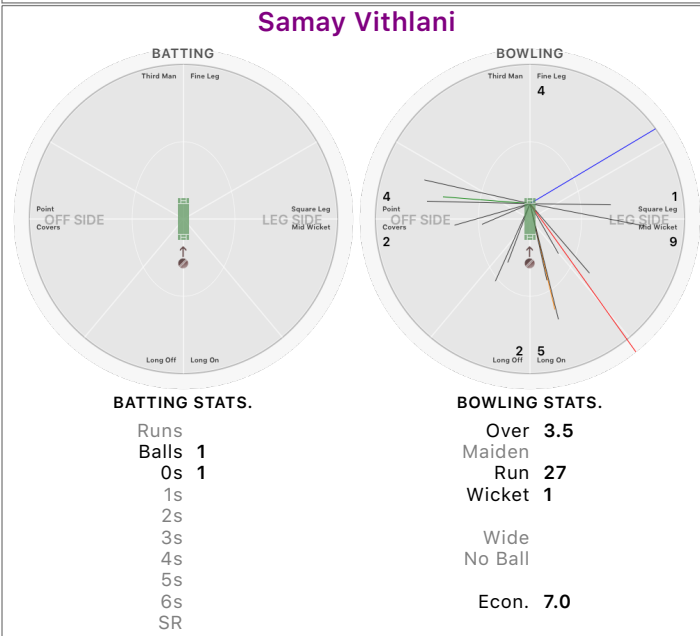 Samay Vithlani
BATTING
Third Man Fine Leg
Point
OFF SIDE
Covers
Square Leg
LEG SIDE
Mid Wicket
Long Off Long On
BATTING STATS.
Runs
Balls 1
0s 1
1s
2s
3s
4s
5s
6s
SR
BOWLING
Third Man Fine Leg
4
4
Point
OFF SIDE
Covers
2
1
Square Leg
LEG SIDE
Mid Wicket
9
2 5
Long Off Long On
BOWLING STATS.
Over 3.5
Maiden
Run 27
Wicket 1
Wide
No Ball
Econ. 7.0